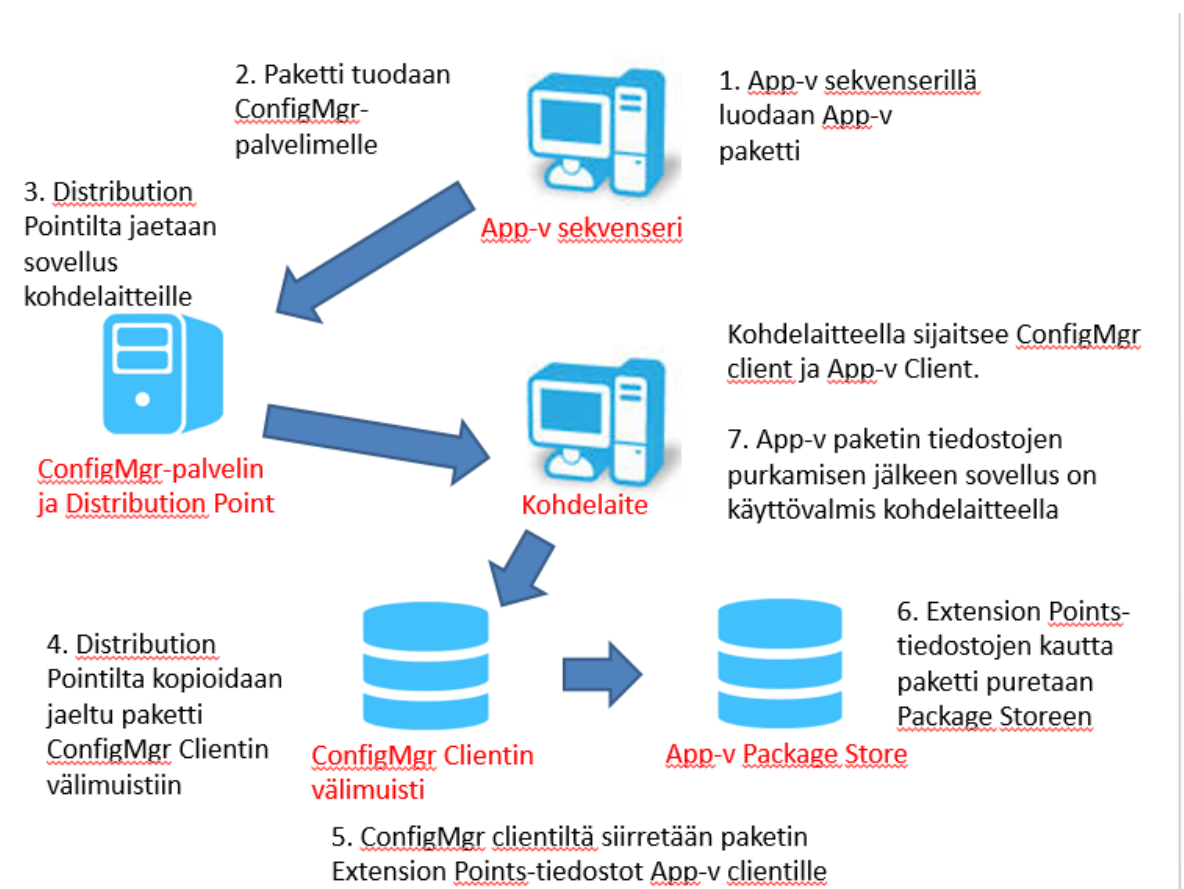 2. Paketti tuodaan
ConfigMgr-
palvelimelle
1. App-v sekvenserillä
luodaan App-v
paketti
3. Distribution
Pointilta jaetaan
sovellus
kohdelaitteille
App-v sekvenseri
Kohdelaitteella sijaitsee ConfigMgr
client ja App-v Client.
ConfigMgr-palvelin
ja Distribution Point
Kohdelaite
7. App-v paketin tiedostojen
purkamisen jälkeen sovellus on
käyttövalmis kohdelaitteella
4. Distribution
Pointilta kopioidaan
jaeltu paketti
ConfigMgr Clientin
välimuistiin
ConfigMgr Clientin
välimuisti
App-v Package Store
6. Extension Points-
tiedostojen kautta
paketti puretaan
Package Storeen
5. ConfigMgr clientiltä siirretään paketin
Extension Points-tiedostot App-v clientille